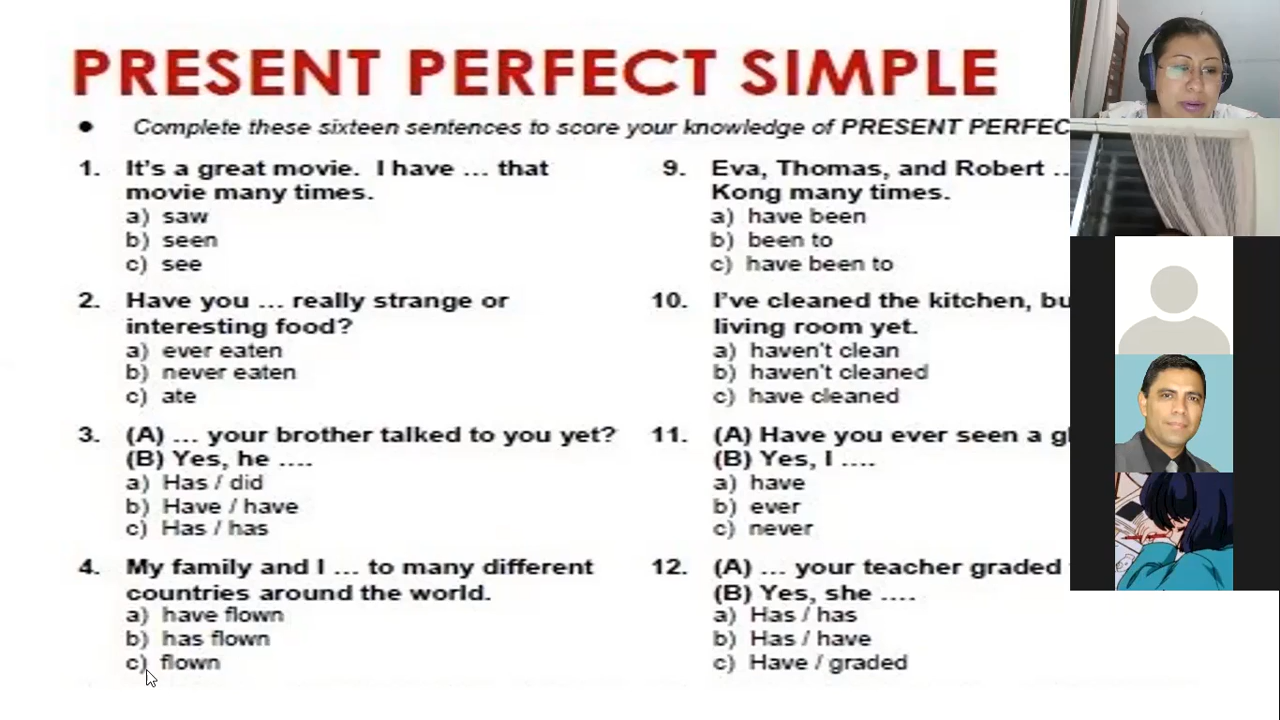 PRESENT PERFECT SIMPLE
● Complete these sixteen sentences to score your knowledge of PRESENT PERFEC
1. It's a great movie. I have … that
movie many times.
a) saw
b) seen
c) see
2. Have you … really strange or
interesting food?
a) ever eaten
b) never eaten
c) ate
3. (A) … your brother talked to you yet?
(B) Yes, he ….
a) Has / did
b) Have / have
c) Has / has
4. My family and I … to many different
countries around the world.
a) have flown
b) has flown
c) flown
9. Eva, Thomas, and Robert ..
Kong many times.
a) have been
b) been to
c) have been to
10. I've cleaned the kitchen, bu
living room yet.
a) haven't clean
b) haven't cleaned
c) have cleaned
11. (A) Have you ever seen a g
(B) Yes, I ….
a) have
b) ever
c) never
12. (A) … your teacher graded
(B) Yes, she ….
a) Has / has
b) Has / have
c) Have / graded